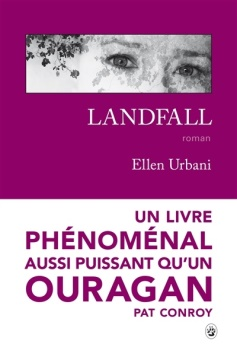 LANDFALL
roman
Ellen Urbani
UN LIVRE
PHÉNOMÉNAL
AUSSI PUISSANT QU'UN
OURAGAN
PAT CONROY